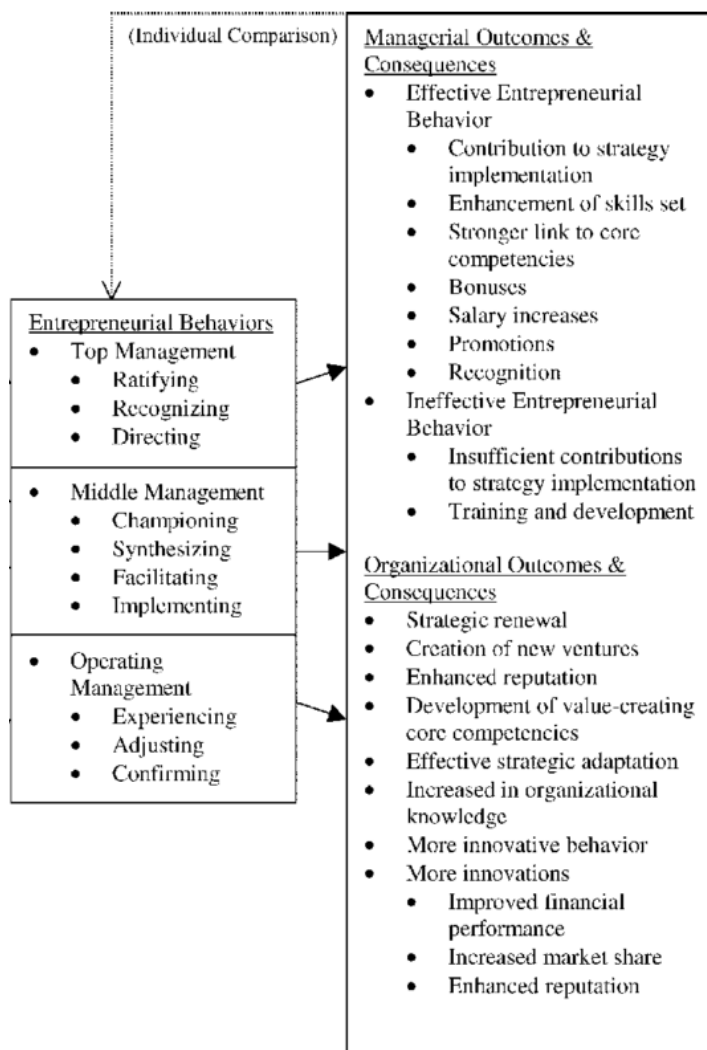 (Individual Comparison)
Entrepreneurial Behaviors
• Top Management
• Ratifying
• Recognizing
• Directing
• Middle Management
• Championing
• Synthesizing
• Facilitating
• Implementing
• Operating
Management
• Experiencing
• Adjusting
• Confirming
Managerial Outcomes &
Consequences
• Effective Entrepreneurial
Behavior
• Contribution to strategy
implementation
• Enhancement of skills set
• Stronger link to core
competencies
• Bonuses
• Salary increases
• Promotions
• Recognition
• Ineffective Entrepreneurial
Behavior
• Insufficient contributions
to strategy implementation
• Training and development
Organizational Outcomes &
Consequences
• Strategic renewal
• Creation of new ventures
• Enhanced reputation
• Development of value-creating
core competencies
• Effective strategic adaptation
• Increased in organizational
knowledge
• More innovative behavior
• More innovations
• Improved financial
performance
• Increased market share
• Enhanced reputation